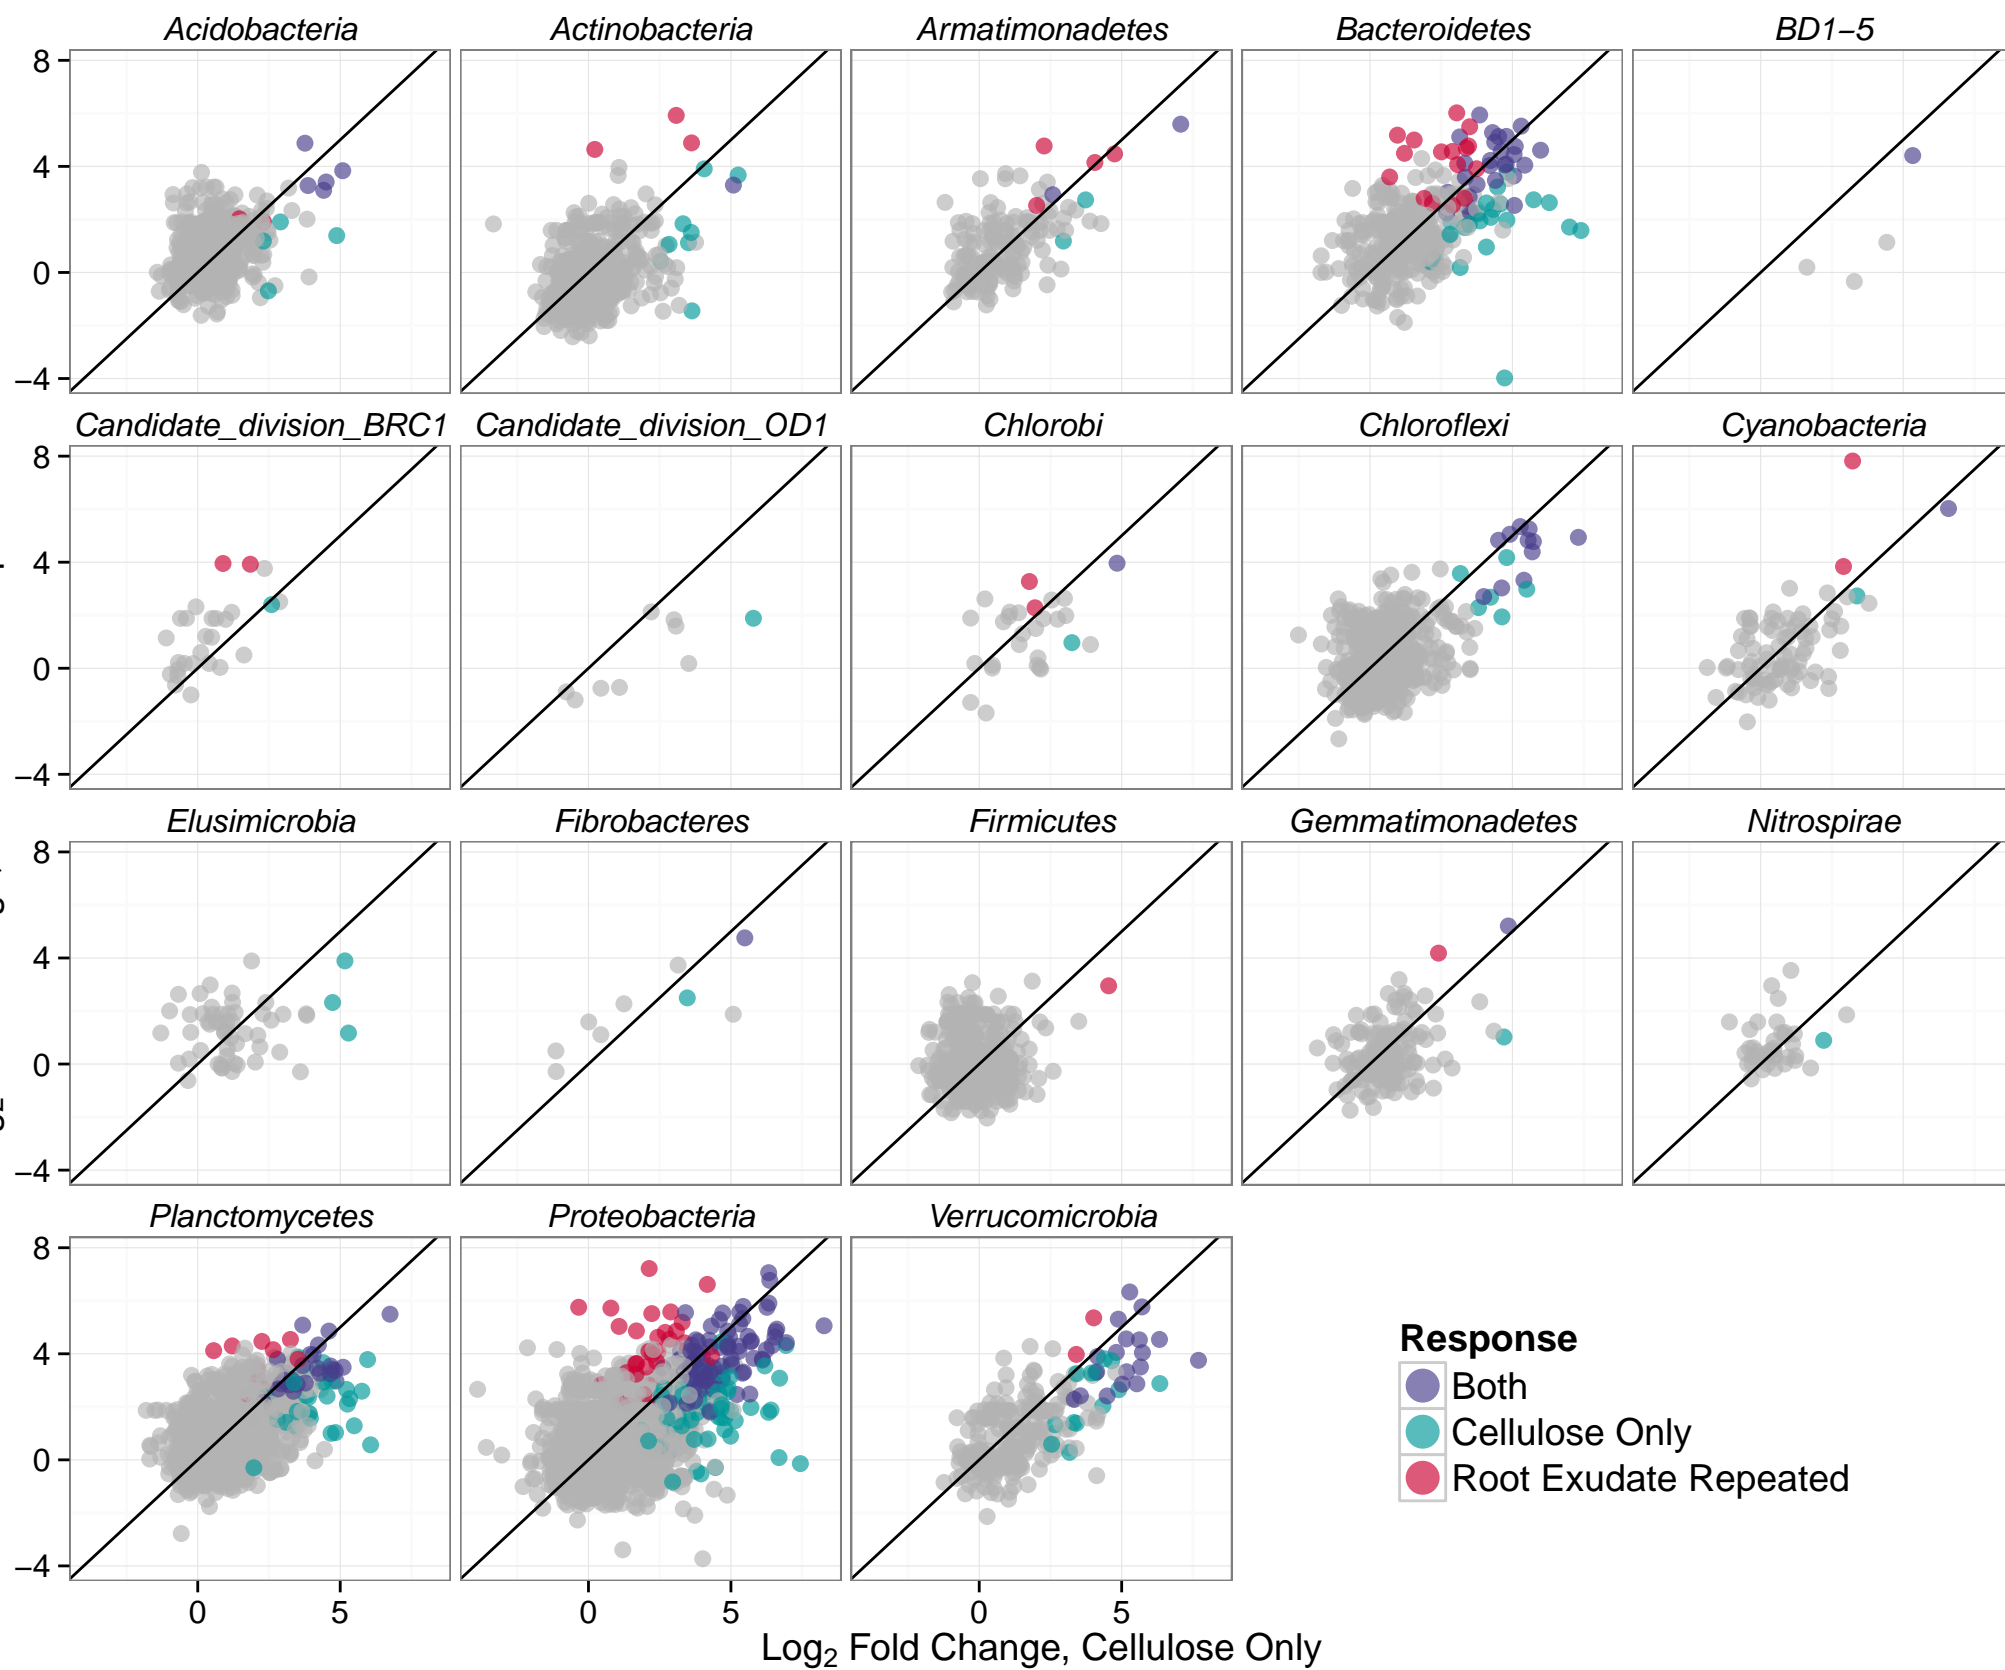 Acidobacteria Actinobacteria Armatimonadetes Bacteroidetes BD1−5
8
4
0
−4
Candidate_division_BRC1 Candidate_division_OD1 Chlorobi Chloroflexi Cyanobacteria
8
4
0
−4
Elusimicrobia Fibrobacteres Firmicutes Gemmatimonadetes Nitrospirae
8
4
0
−4
Planctomycetes Proteobacteria Verrucomicrobia
8
4
0
−4
0 5 0 5 0 5
Log2 Fold Change, Cellulose Only
Response
Both
Cellulose Only
Root Exudate Repeated